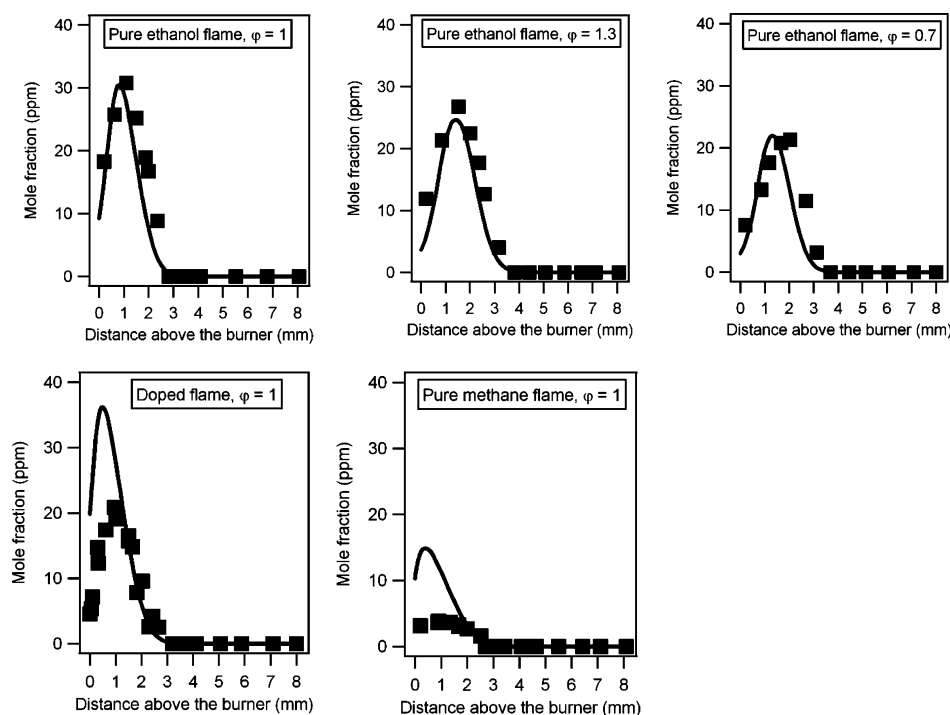 Pure ethanol flame, φ = 1
Mole fraction (ppm)
40
30
20
10
0
0 1 2 3 4 5 6 7 8
Distance above the burner (mm)
Pure ethanol flame, φ = 1.3
Mole fraction (ppm)
40
30
20
10
0
0 1 2 3 4 5 6 7 8
Distance above the burner (mm)
Pure ethanol flame, φ = 0.7
Mole fraction (ppm)
40
30
20
10
0
0 1 2 3 4 5 6 7 8
Distance above the burner (mm)
Doped flame, φ = 1
Mole fraction (ppm)
40
30
20
10
0
0 1 2 3 4 5 6 7 8
Distance above the burner (mm)
Pure methane flame, φ = 1
Mole fraction (ppm)
40
30
20
10
0
0 1 2 3 4 5 6 7 8
Distance above the burner (mm)